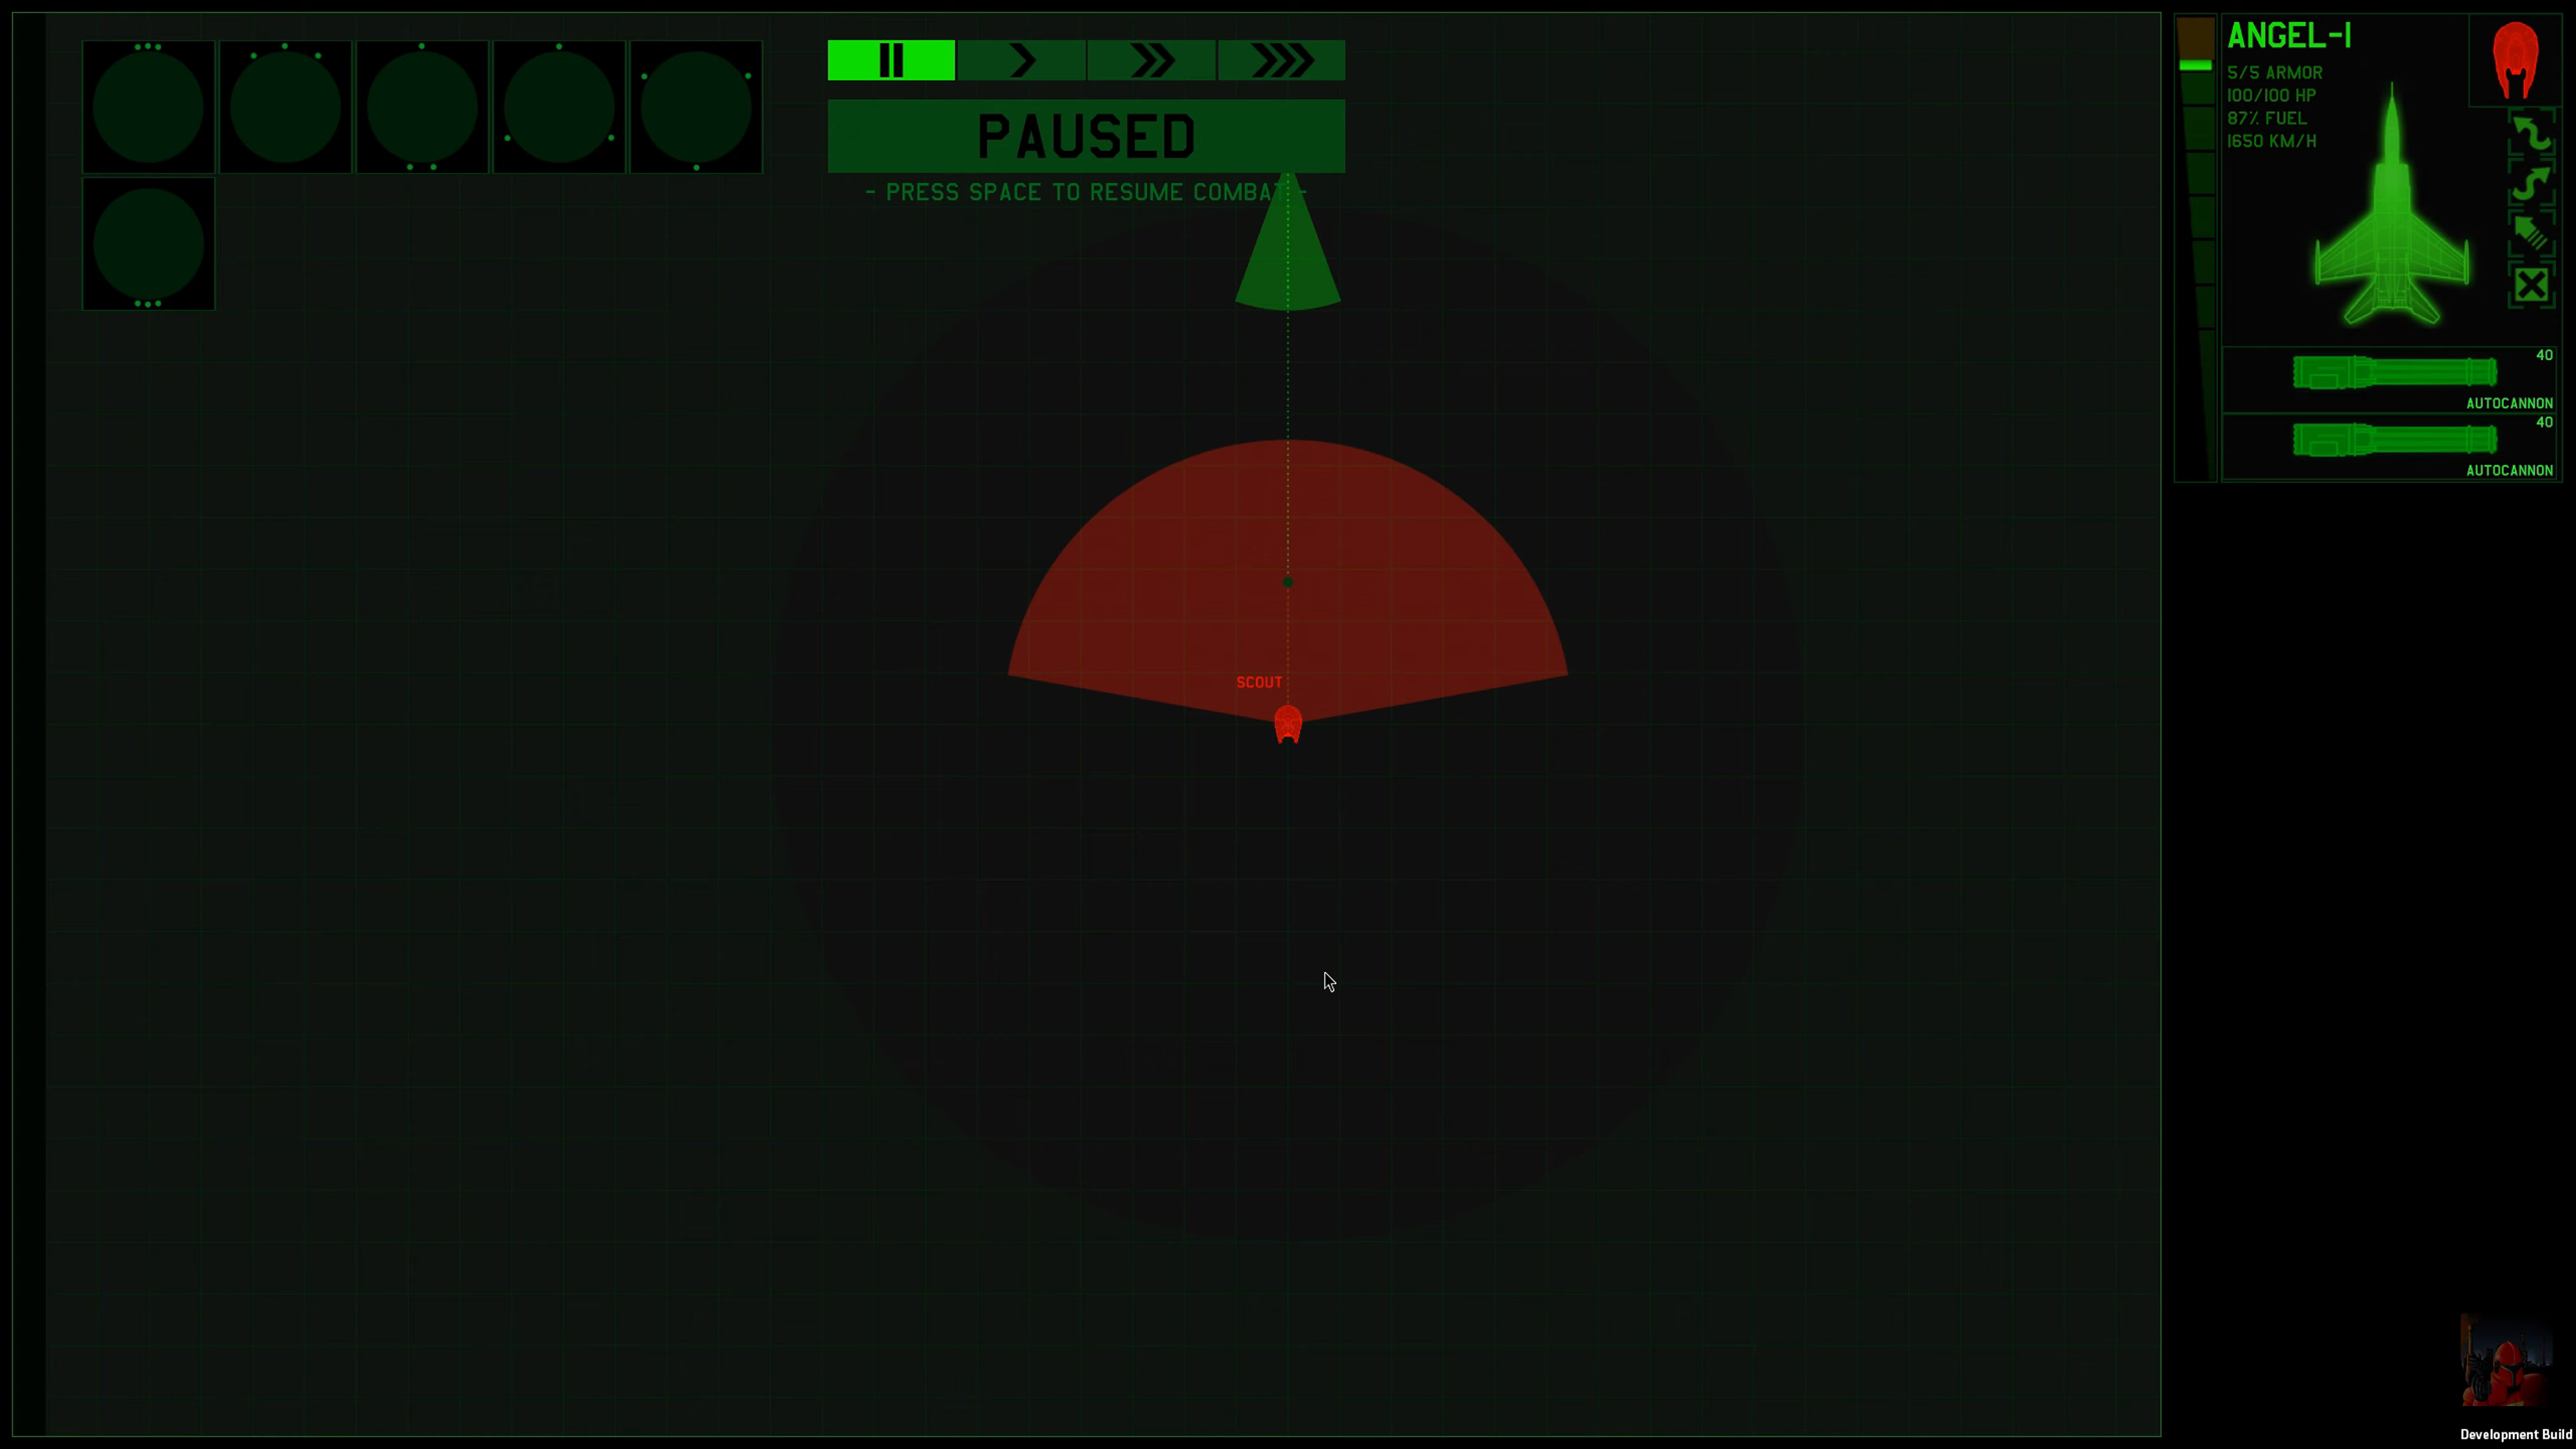 PAUSED
- PRESS SPACE TO RESUME COMBAT -
SCOUT
ANGEL-1
5/5 ARMOR
100/100 HP
87% FUEL
1650 KM/H
40
AUTOCANNON
40
AUTOCANNON
Development Build